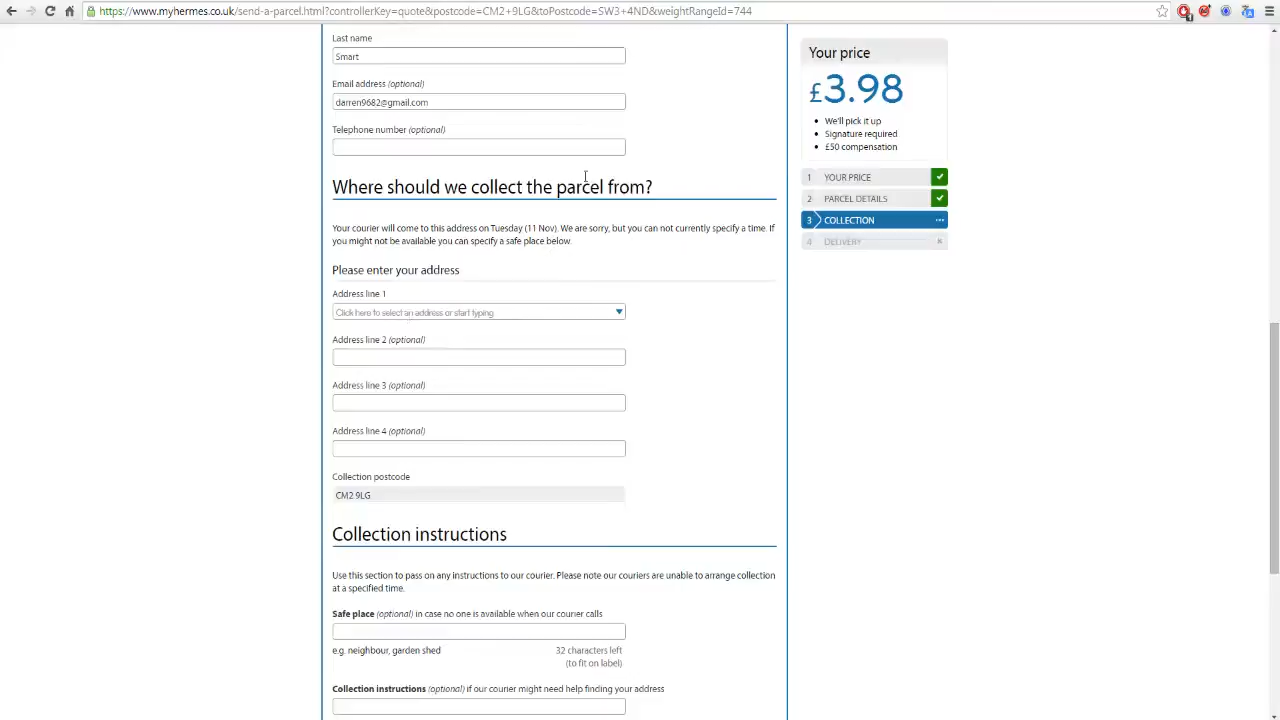 https://www.myhermes.co.uk/send-a-parcel.html?controllerKey=quote&postcode=CM2+9LG&toPostcode=SW3+4ND&weightRangeId=744
Last name
Smart
Email address (optional)
darren9682@gmail.com
Telephone number (optional)
Where should we collect the parcel from?
Your courier will come to this address on Tuesday (11 Nov). We are sorry, but you can not currently specify a time. If
you might not be available you can specify a safe place below.
Please enter your address
Address line 1
Click here to select an address or start typing
Address line 2 (optional)
Address line 3 (optional)
Address line 4 (optional)
Collection postcode
CM2 9LG
Collection instructions
Use this section to pass on any instructions to our courier. Please note our couriers are unable to arrange collection
at a specified time.
Safe place (optional) in case no one is available when our courier calls
e.g. neighbour, garden shed
32 characters left
(to fit on label)
Collection instructions (optional) if our courier might need help finding your address
Your price
£3.98
We'll pick it up
Signature required
£50 compensation
1 YOUR PRICE
2 PARCEL DETAILS
3 COLLECTION
4 DELIVERY